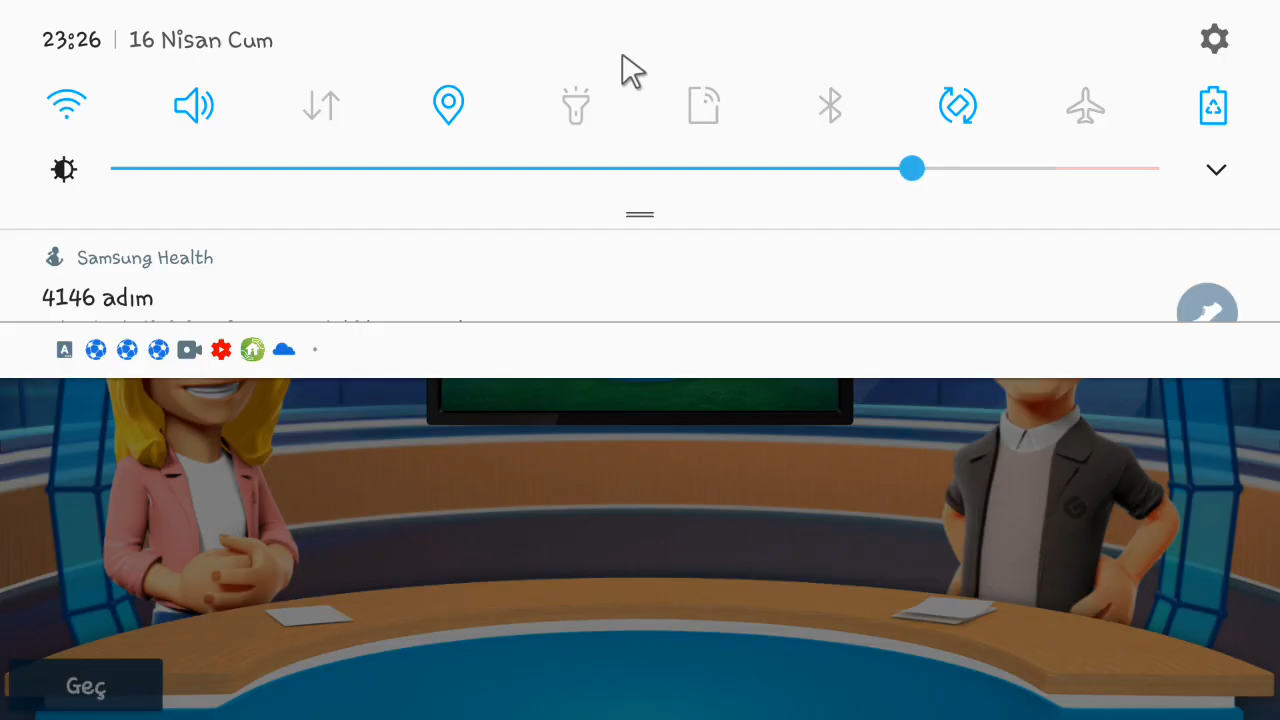 23:26 | 16 Nisan Cum
Samsung Health
4146 adım
A
Geç